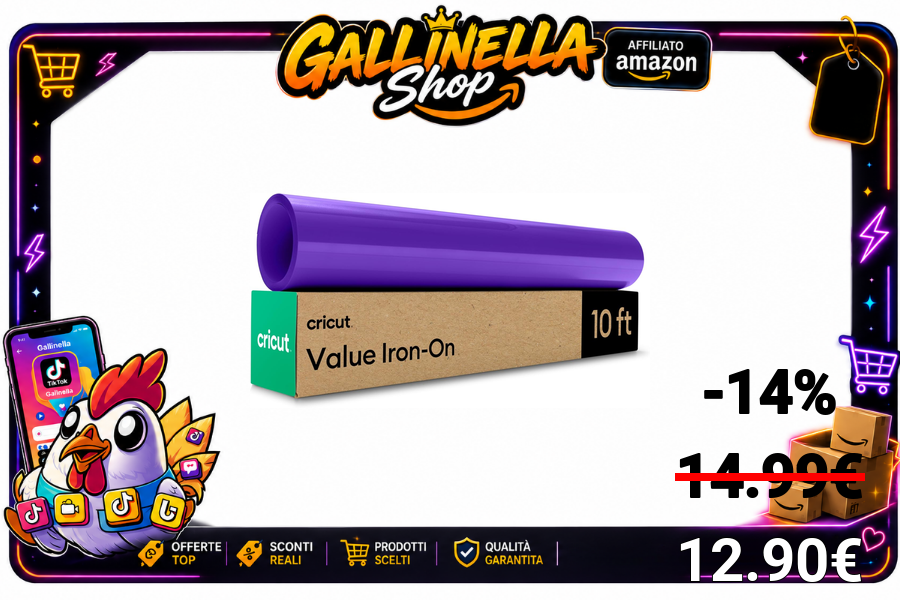 GALLINELLA
Shop
AFFILIATO
amazon
cricut
cricut
Value Iron-On
10 ft
Gallinella
TikTok
Gallinella
-14%
14.99€
12.90€
OFFERTE
TOP
SCONTI
REALI
PRODOTTI
SCELTI
QUALITÀ
GARANTITA